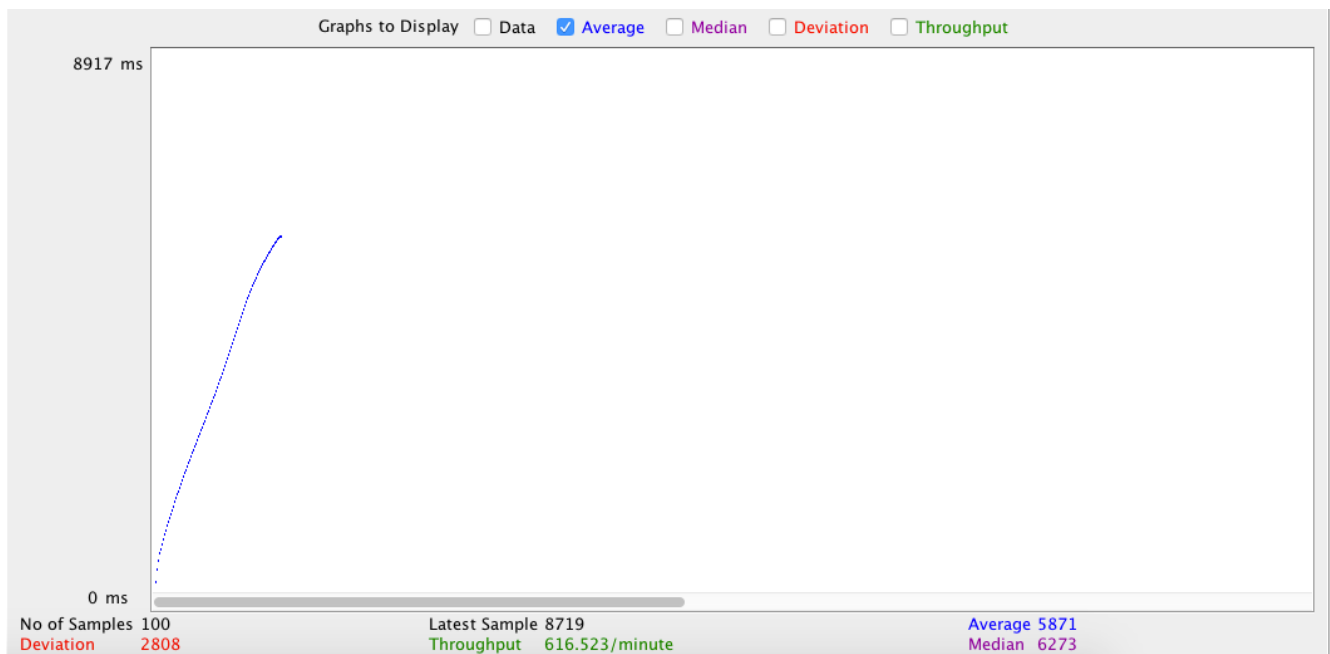 Graphs to Display Data Average Median Deviation Throughput
8917 ms
0 ms
No of Samples 100 Latest Sample 8719 Average 5871
Deviation 2808 Throughput 616.523/minute Median 6273